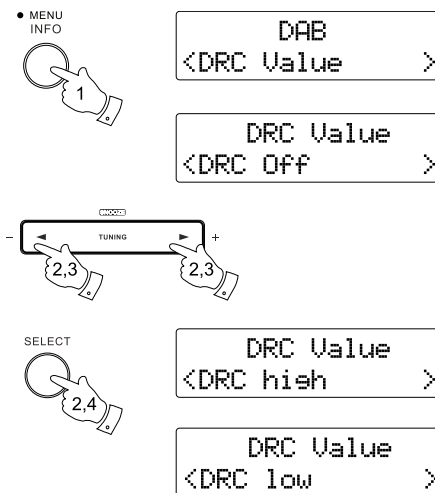 MENU
INFO
1
DAB
<DRC Value >
DRC Value
<DRC Off >
SNOOZE
- TUNING +
2,3
2,3
SELECT
2,4
DRC Value
<DRC high >
DRC Value
<DRC low >